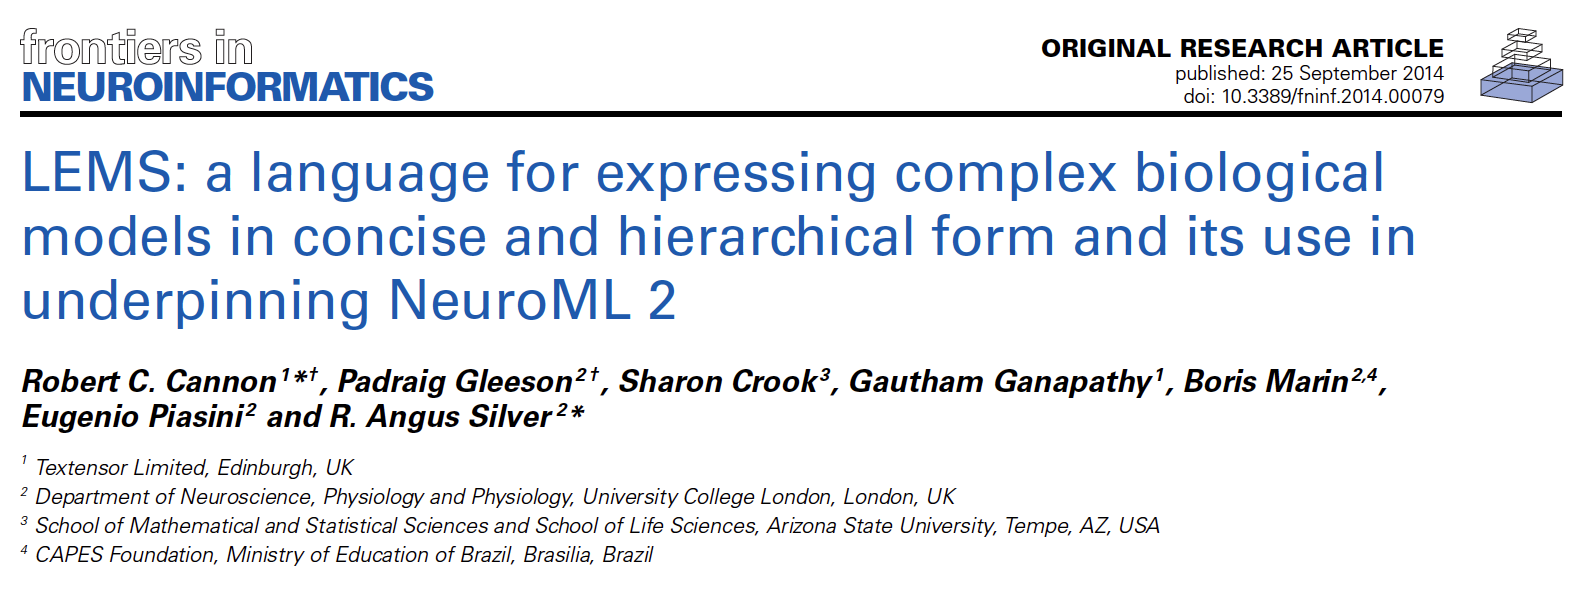 frontiers in
NEUROINFORMATICS
ORIGINAL RESEARCH ARTICLE
published: 25 September 2014
doi: 10.3389/fninf.2014.00079
LEMS: a language for expressing complex biological
models in concise and hierarchical form and its use in
underpinning NeuroML 2
Robert C. Cannon 1*†, Padraig Gleeson 2†, Sharon Crook 3, Gautham Ganapathy 1, Boris Marin 2,4,
Eugenio Piasini 2 and R. Angus Silver 2*
1 Textensor Limited, Edinburgh, UK
2 Department of Neuroscience, Physiology and Physiology, University College London, London, UK
3 School of Mathematical and Statistical Sciences and School of Life Sciences, Arizona State University, Tempe, AZ, USA
4 CAPES Foundation, Ministry of Education of Brazil, Brasilia, Brazil